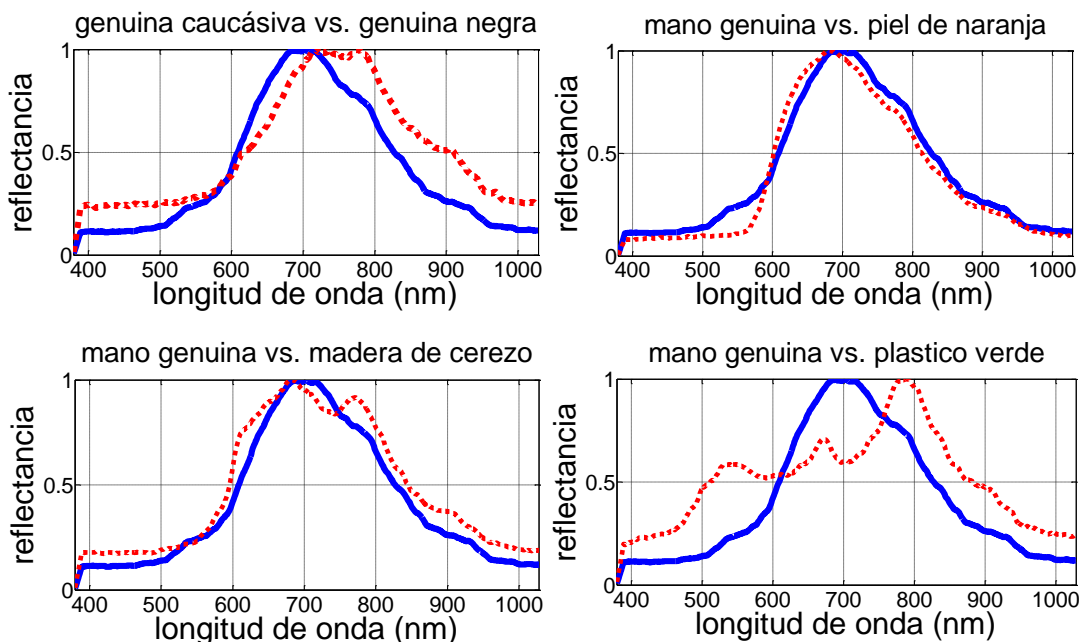 genuina caucásiva vs. genuina negra
1
0.5
0
reflectancia
400 500 600 700 800 900 1000
longitud de onda (nm)
mano genuina vs. piel de naranja
1
0.5
0
reflectancia
400 500 600 700 800 900 1000
longitud de onda (nm)
mano genuina vs. madera de cerezo
1
0.5
0
reflectancia
400 500 600 700 800 900 1000
longitud de onda (nm)
mano genuina vs. plastico verde
1
0.5
0
reflectancia
400 500 600 700 800 900 1000
longitud de onda (nm)